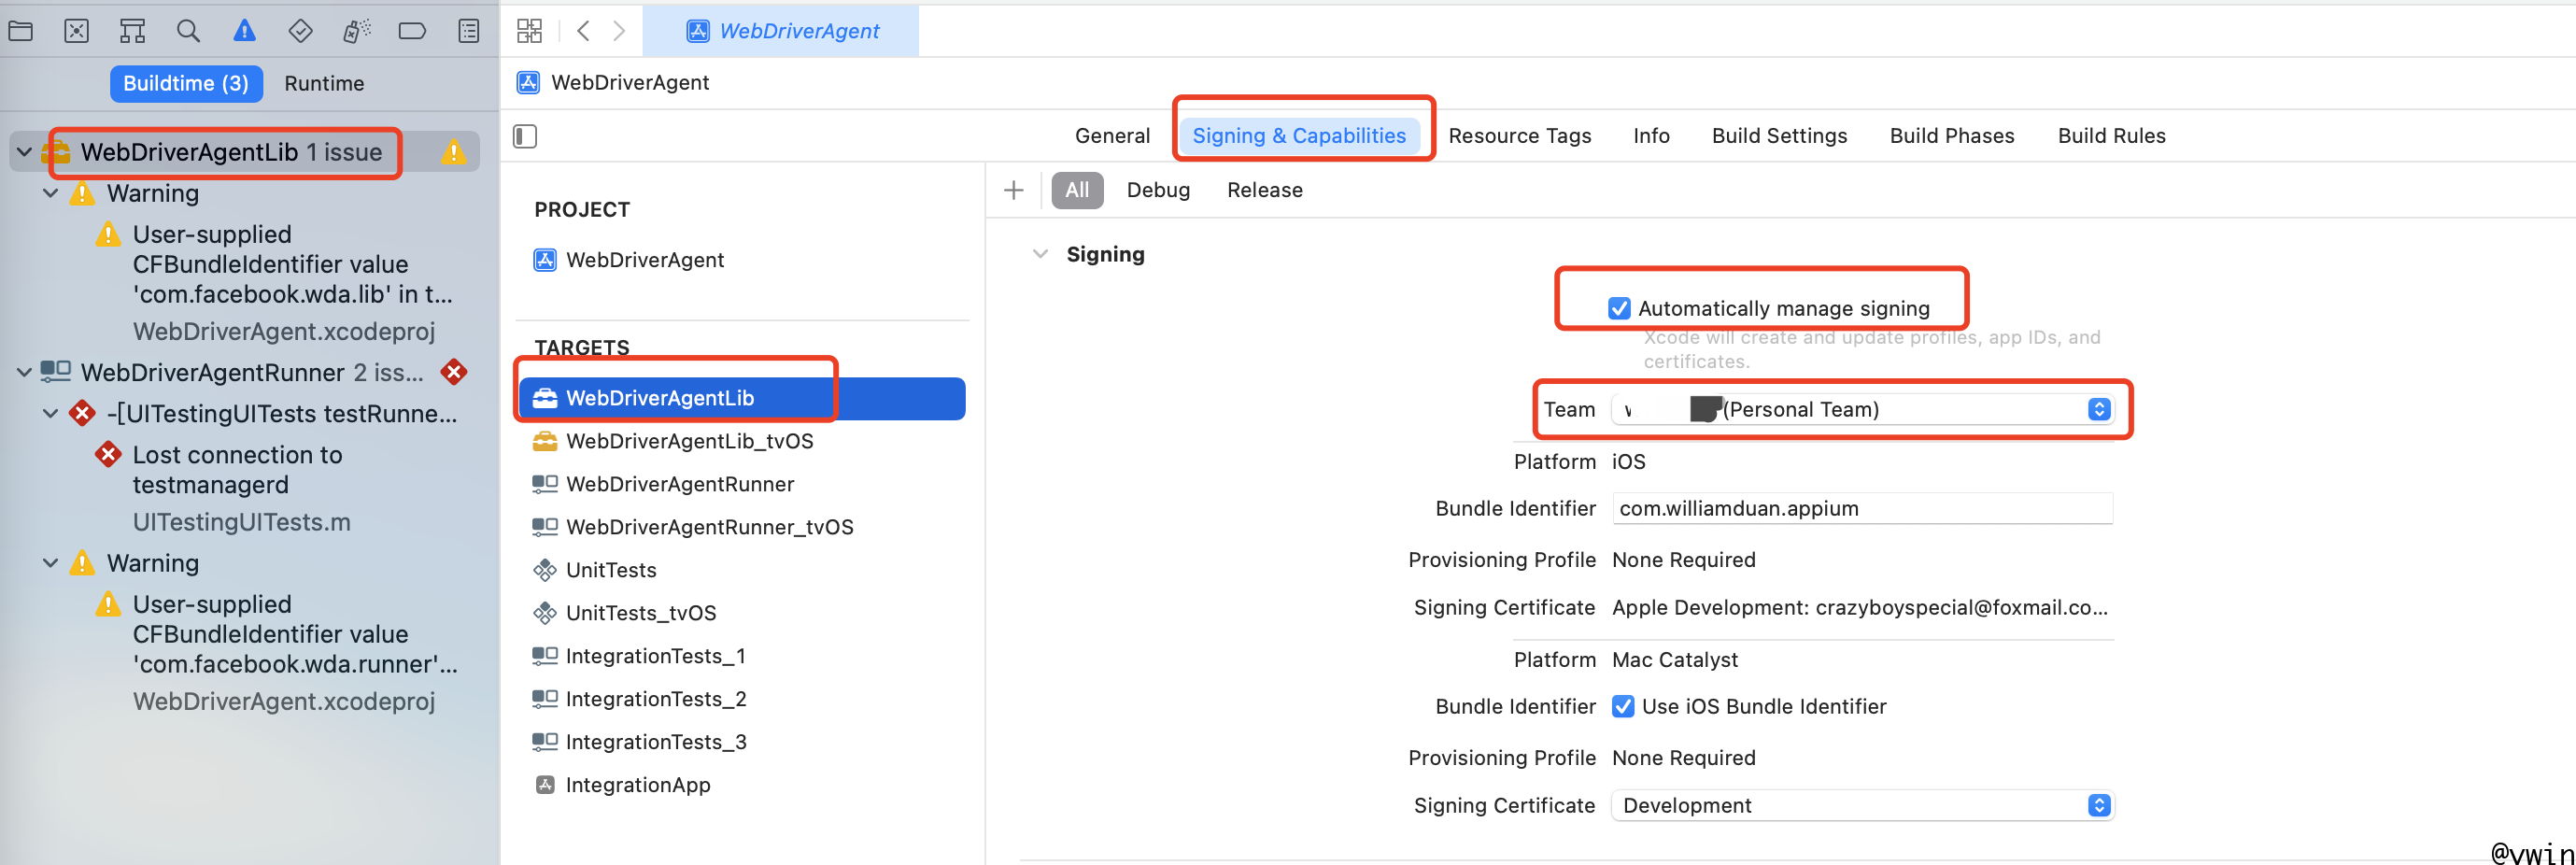 WebDriverAgent
Buildtime (3)
Runtime
WebDriverAgent
General
Signing & Capabilities
Resource Tags
Info
Build Settings
Build Phases
Build Rules
WebDriverAgentLib 1 issue
Warning
User-supplied
CFBundleIdentifier value
'com.facebook.wda.lib' in t...
WebDriverAgent.xcodeproj
WebDriverAgentRunner 2 iss...
-[UITestingUITests testRunne...
Lost connection to
testmanagerd
UITestingUITests.m
Warning
User-supplied
CFBundleIdentifier value
'com.facebook.wda.runner'...
WebDriverAgent.xcodeproj
PROJECT
WebDriverAgent
TARGETS
WebDriverAgentLib
WebDriverAgentLib_tvOS
WebDriverAgentRunner
WebDriverAgentRunner_tvOS
UnitTests
UnitTests_tvOS
IntegrationTests_1
IntegrationTests_2
IntegrationTests_3
IntegrationApp
All
Debug
Release
Signing
Automatically manage signing
Xcode will create and update profiles, app IDs, and
certificates.
Team (Personal Team)
Platform iOS
Bundle Identifier com.williamduan.appium
Provisioning Profile None Required
Signing Certificate Apple Development: crazyboyspecial@foxmail.co...
Platform Mac Catalyst
Bundle Identifier Use iOS Bundle Identifier
Provisioning Profile None Required
Signing Certificate Development